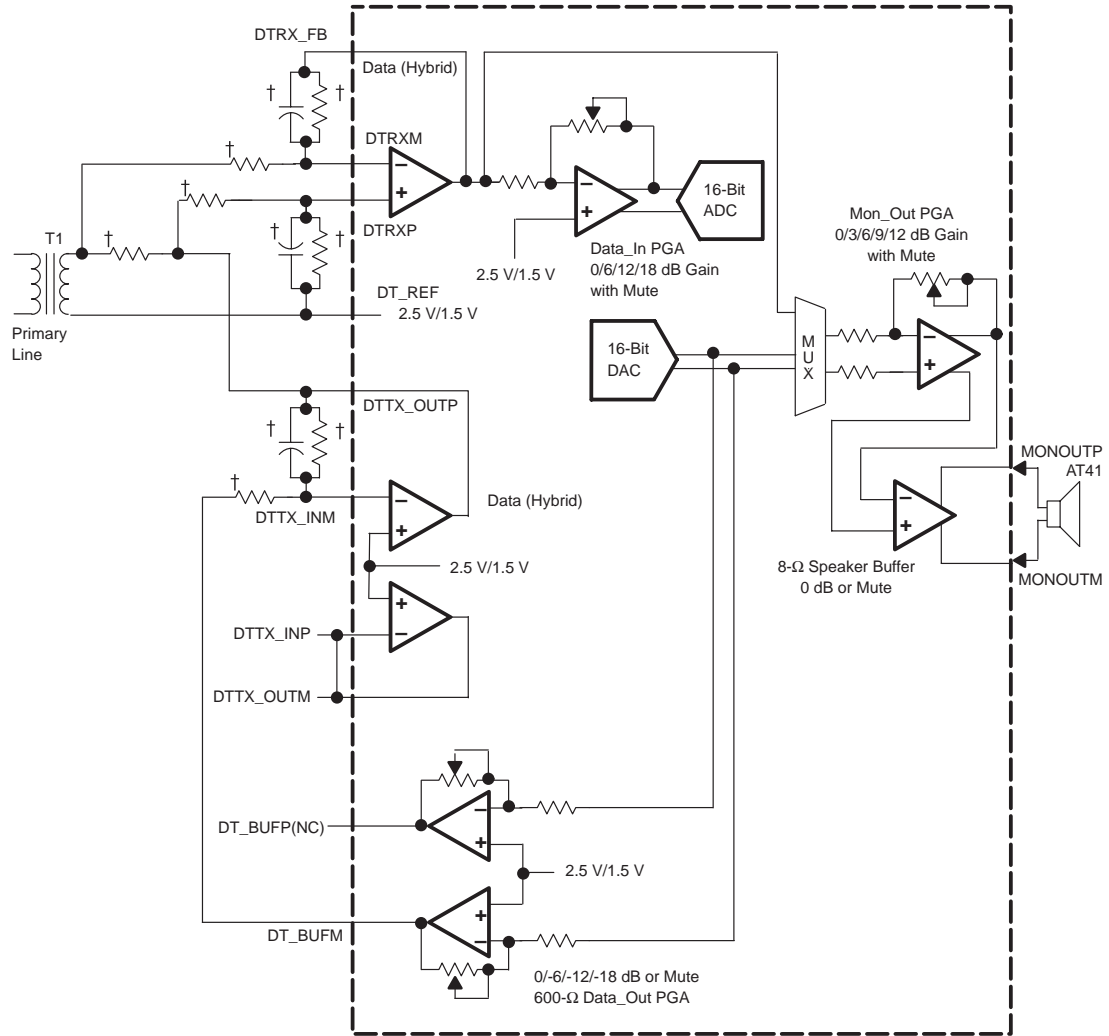 DTRX_FB
Data (Hybrid)
†
†
DTRXM
†
†
DTRXP
T1
†
†
†
DT_REF
2.5 V/1.5 V
Primary
Line
−
+
−
+
2.5 V/1.5 V
16-Bit
ADC
Data_In PGA
0/6/12/18 dB Gain
with Mute
Mon_Out PGA
0/3/6/9/12 dB Gain
with Mute
16-Bit
DAC
M
U
X
−
+
DTTX_OUTP
†
†
†
DTTX_INM
−
+
Data (Hybrid)
2.5 V/1.5 V
+
−
DTTX_INP
DTTX_OUTM
−
+
MONOUTP
AT41
8-Ω Speaker Buffer
0 dB or Mute
MONOUTM
−
+
DT_BUFP(NC)
2.5 V/1.5 V
+
−
DT_BUFM
0/-6/-12/-18 dB or Mute
600-Ω Data_Out PGA